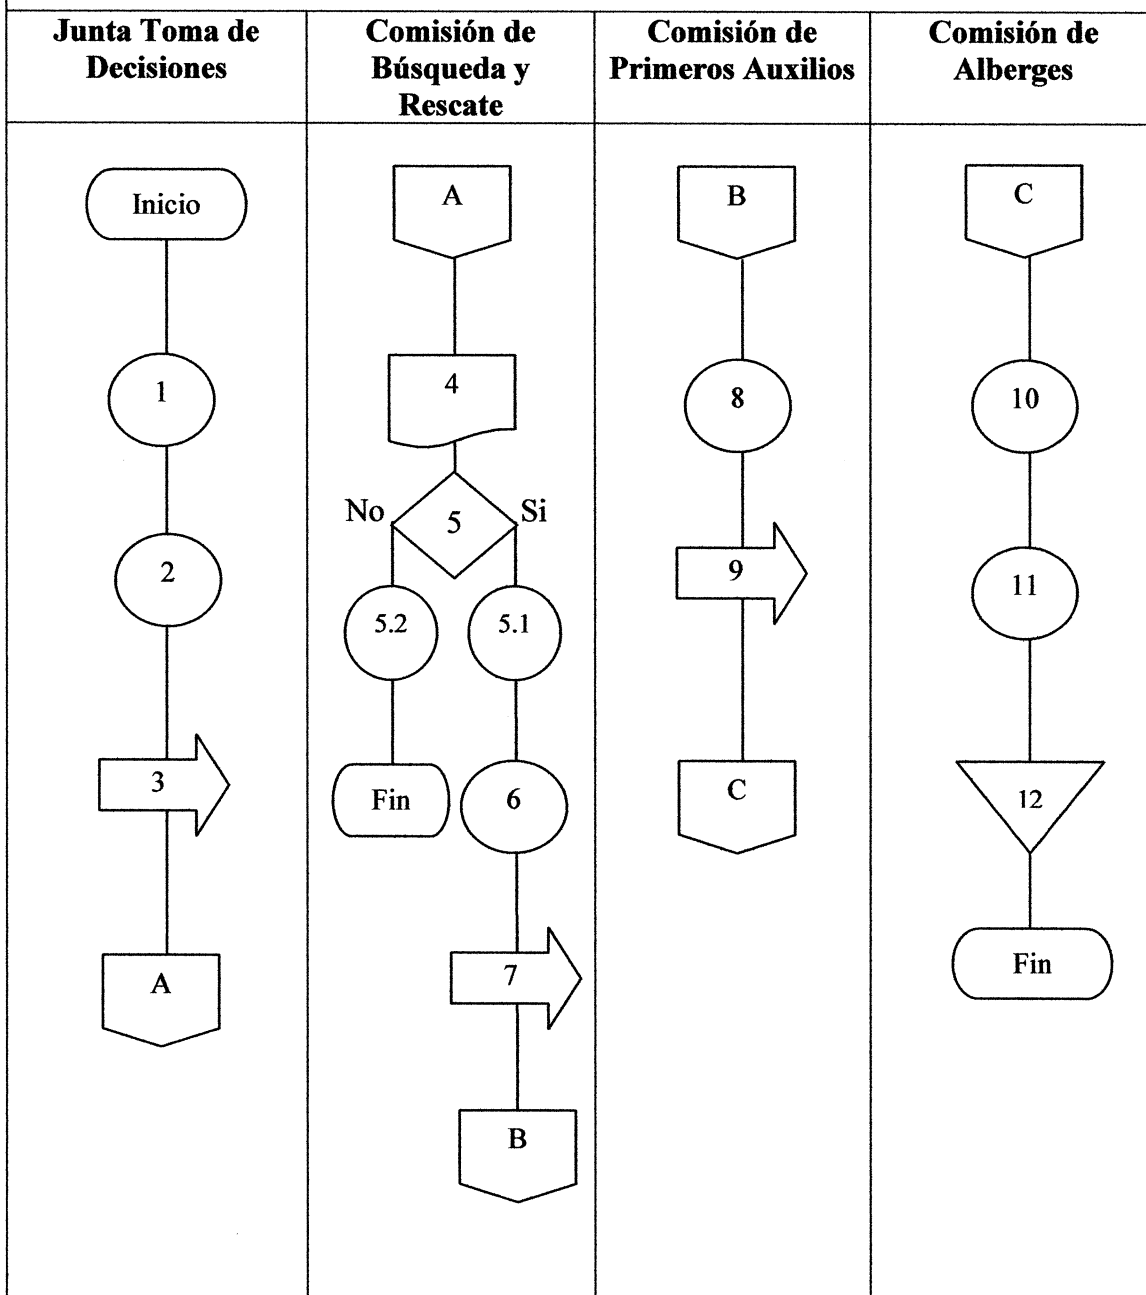 Junta Toma de
Decisiones
Comisión de
Búsqueda y
Rescate
Comisión de
Primeros Auxilios
Comisión de
Alberges
Inicio
1
2
3
A
A
4
No
5
Si
5.2
5.1
Fin
6
7
B
B
8
9
C
C
10
11
12
Fin